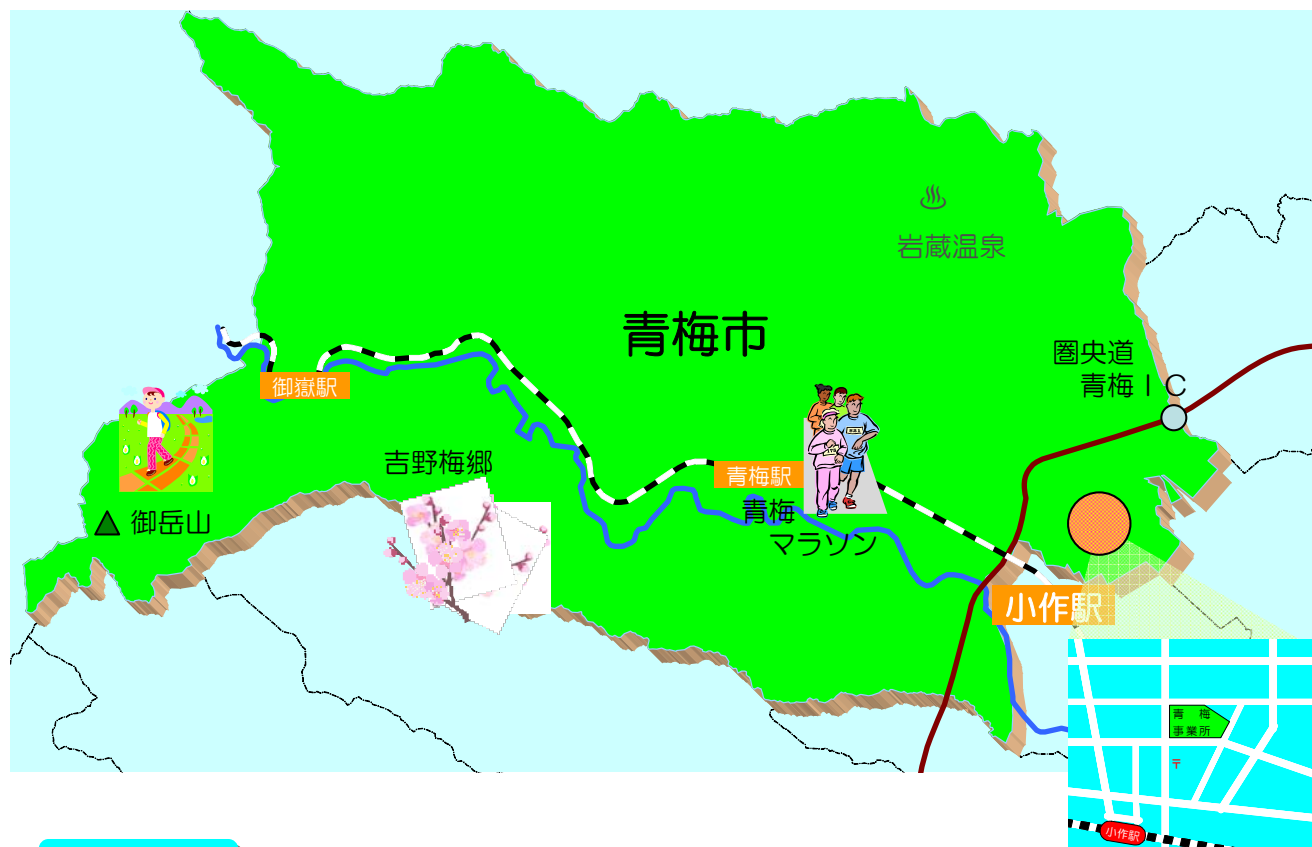 岩蔵温泉
青梅市
圏央道
青梅IC
御嶽駅
吉野梅郷
青梅駅
御岳山
青梅
マラソン
小作駅
青 梅
事業所
〒
小作駅